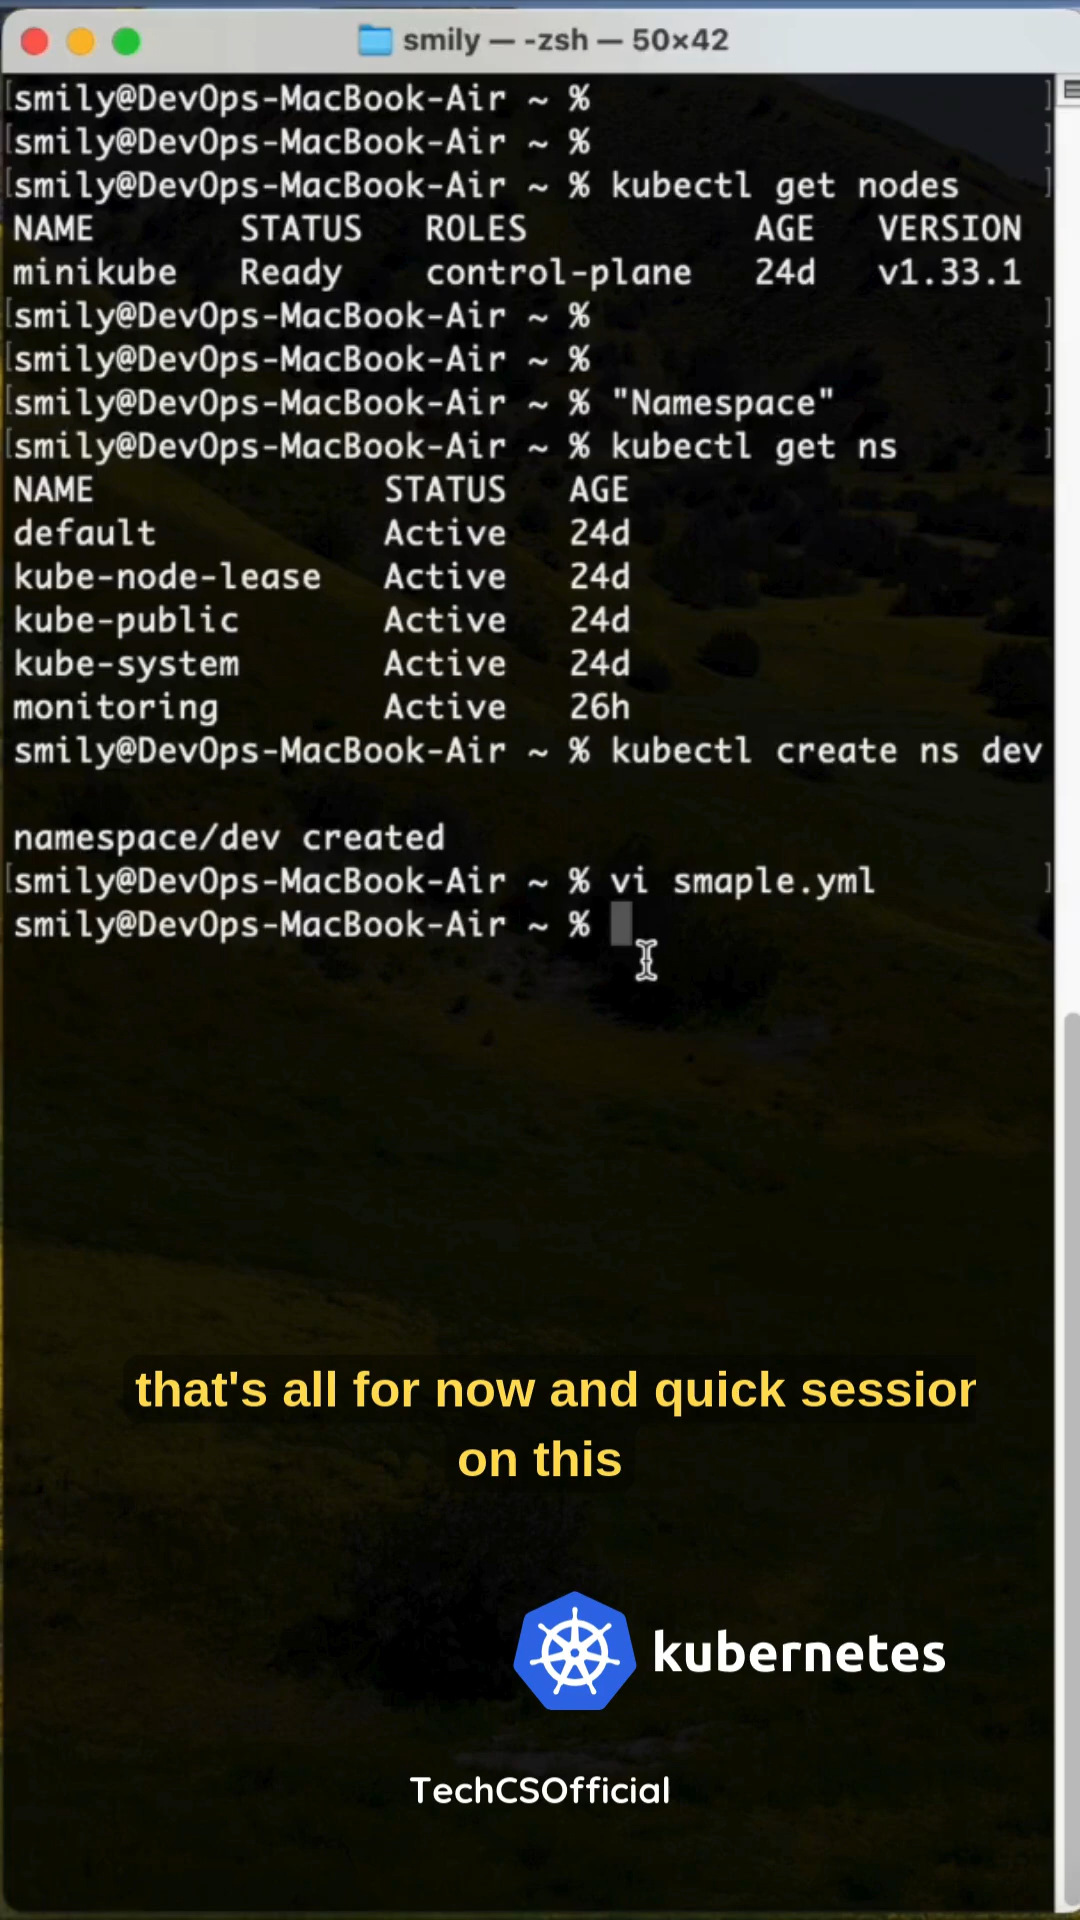 smily — -zsh — 50×42
smily@DevOps-MacBook-Air ~ %
smily@DevOps-MacBook-Air ~ %
smily@DevOps-MacBook-Air ~ % kubectl get nodes
NAME STATUS ROLES AGE VERSION
minikube Ready control-plane 24d v1.33.1
smily@DevOps-MacBook-Air ~ %
smily@DevOps-MacBook-Air ~ %
smily@DevOps-MacBook-Air ~ % "Namespace"
smily@DevOps-MacBook-Air ~ % kubectl get ns
NAME STATUS AGE
default Active 24d
kube-node-lease Active 24d
kube-public Active 24d
kube-system Active 24d
monitoring Active 26h
smily@DevOps-MacBook-Air ~ % kubectl create ns dev
namespace/dev created
smily@DevOps-MacBook-Air ~ % vi smaple.yml
smily@DevOps-MacBook-Air ~ %
that's all for now and quick session
on this
kubernetes
TechCSOfficial